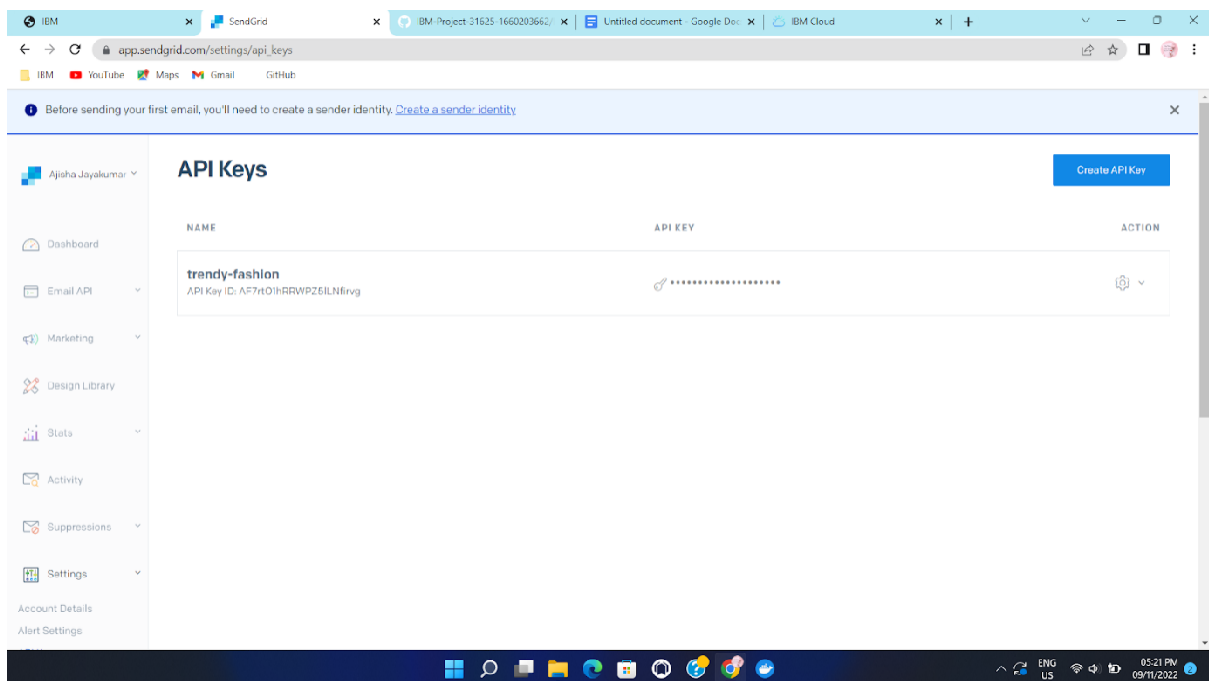 IBM
SendGrid
BM-Project-31625-1660203662/
Untitled document - Google Doc
IBM Cloud
app.sendgrid.com/settings/api_keys
IBM YouTube Maps Gmail GitHub
Before sending your first email, you'll need to create a sender identity. Create a sender identity
Ajisha Jayakumar
API Keys
Create API Key
NAME API KEY ACTION
trendy-fashion
API Key ID:
Dashboard
Email API
Marketing
Design Library
Stats
Activity
Suppressions
Settings
Account Details
Alert Settings
ENG
US
05:21 PM
09/11/2022
2